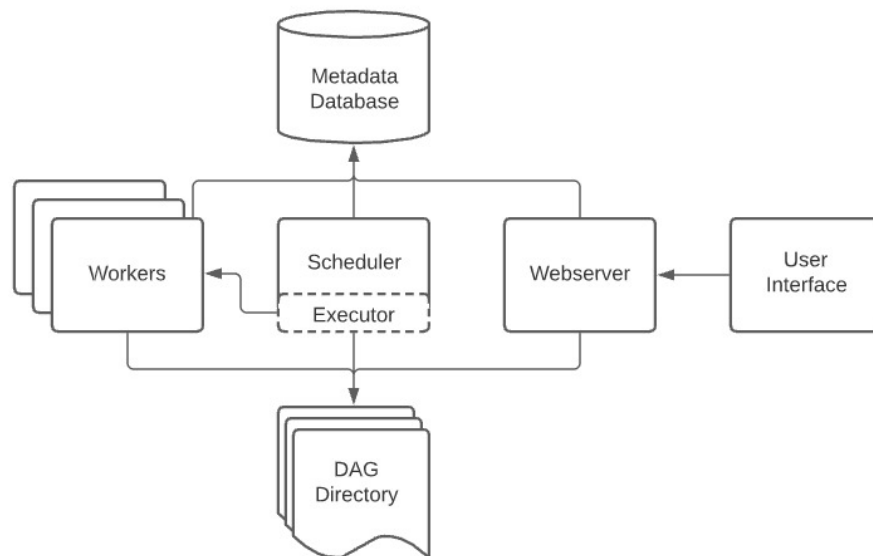 Metadata
Database
Workers
Scheduler
Executor
Webserver
User
Interface
DAG
Directory